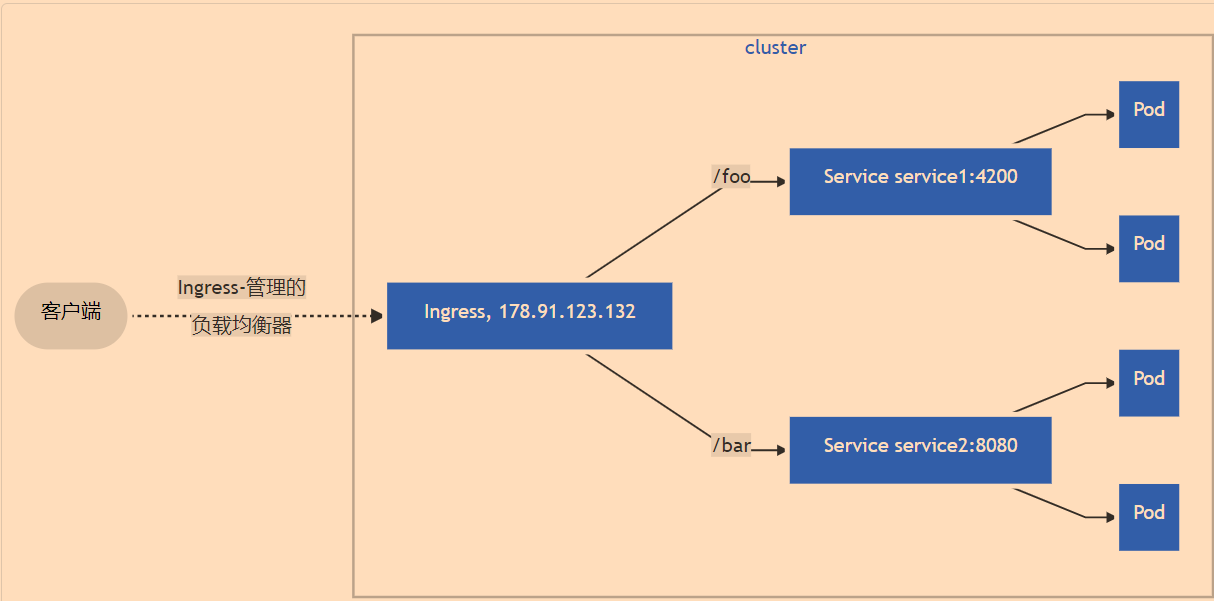 cluster
客户端
Ingress-管理的
负载均衡器
Ingress, 178.91.123.132
/foo
Service service1:4200
Pod
Pod
/bar
Service service2:8080
Pod
Pod